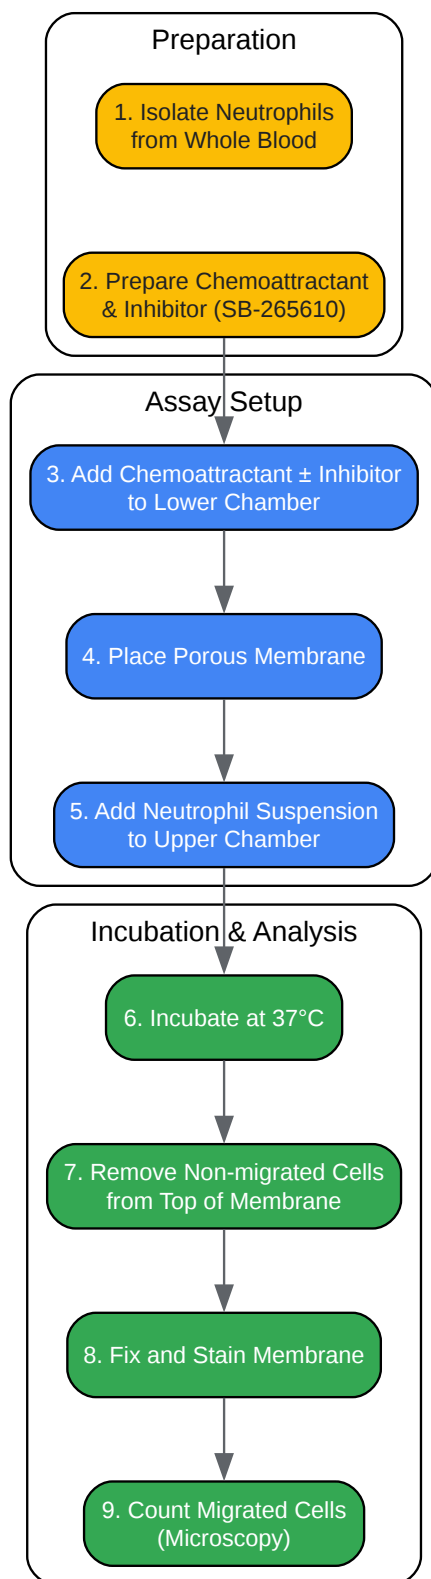 Preparation
1. Isolate Neutrophils
from Whole Blood
2. Prepare Chemoattractant
& Inhibitor (SB-265610)
Assay Setup
3. Add Chemoattractant ± Inhibitor
to Lower Chamber
4. Place Porous Membrane
5. Add Neutrophil Suspension
to Upper Chamber
Incubation & Analysis
6. Incubate at 37°C
7. Remove Non-migrated Cells
from Top of Membrane
8. Fix and Stain Membrane
9. Count Migrated Cells
(Microscopy)